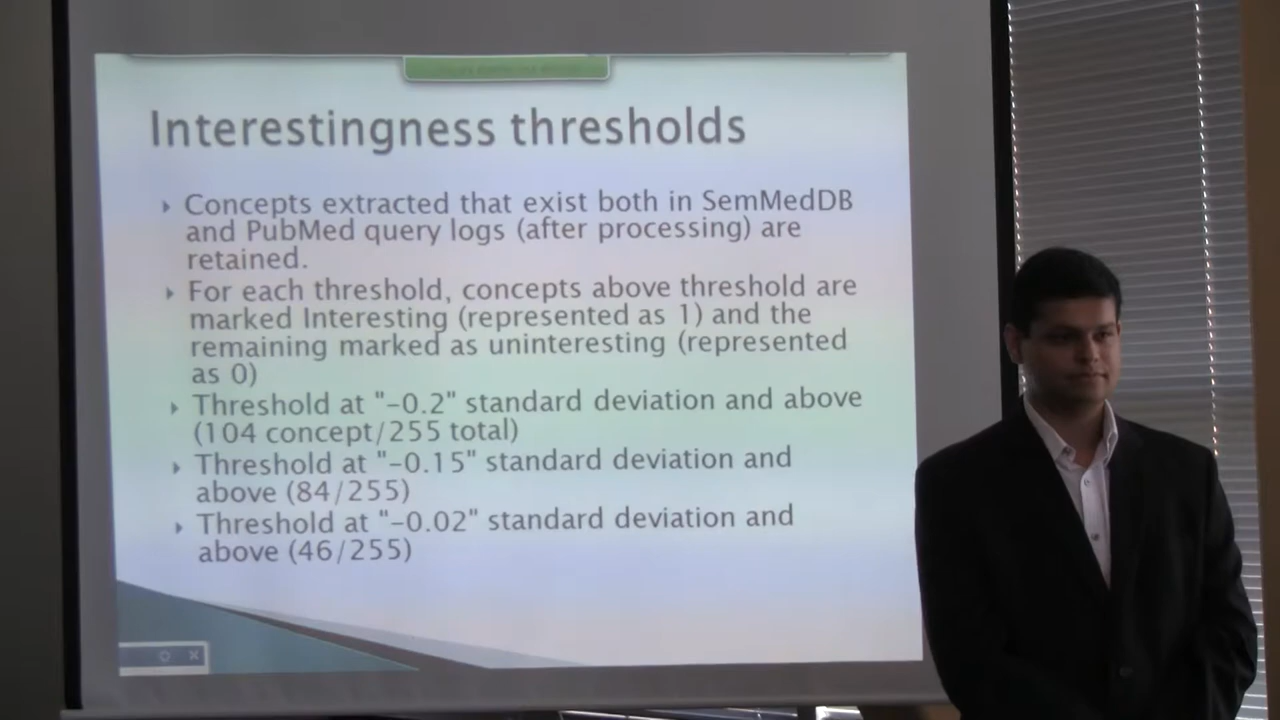 Interestingness thresholds
Concepts extracted that exist both in SemMedDB
and PubMed query logs (after processing) are
retained.
For each threshold, concepts above threshold are
marked Interesting (represented as 1) and the
remaining marked as uninteresting (represented
as 0)
Threshold at "-0.2" standard deviation and above
(104 concept/255 total)
Threshold at "-0.15" standard deviation and
above (84/255)
Threshold at "-0.02" standard deviation and
above (46/255)